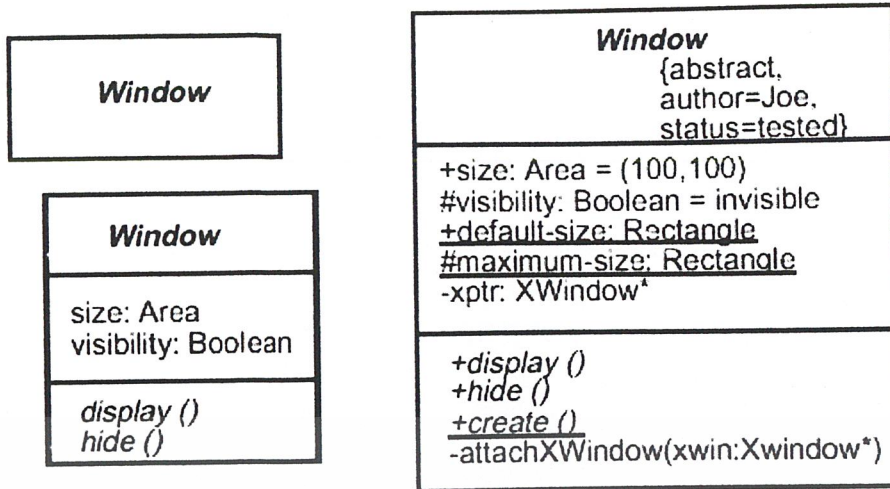 Window
Window
size: Area
visibility: Boolean
display ()
hide ()
Window
{abstract,
author=Joe,
status=tested}
+size: Area = (100,100)
#visibility: Boolean = invisible
+default-size: Rectangle
#maximum-size: Rectangle
-xptr: XWindow*
+display ()
+hide ()
+create ()
-attachXWindow(xwin:Xwindow*)